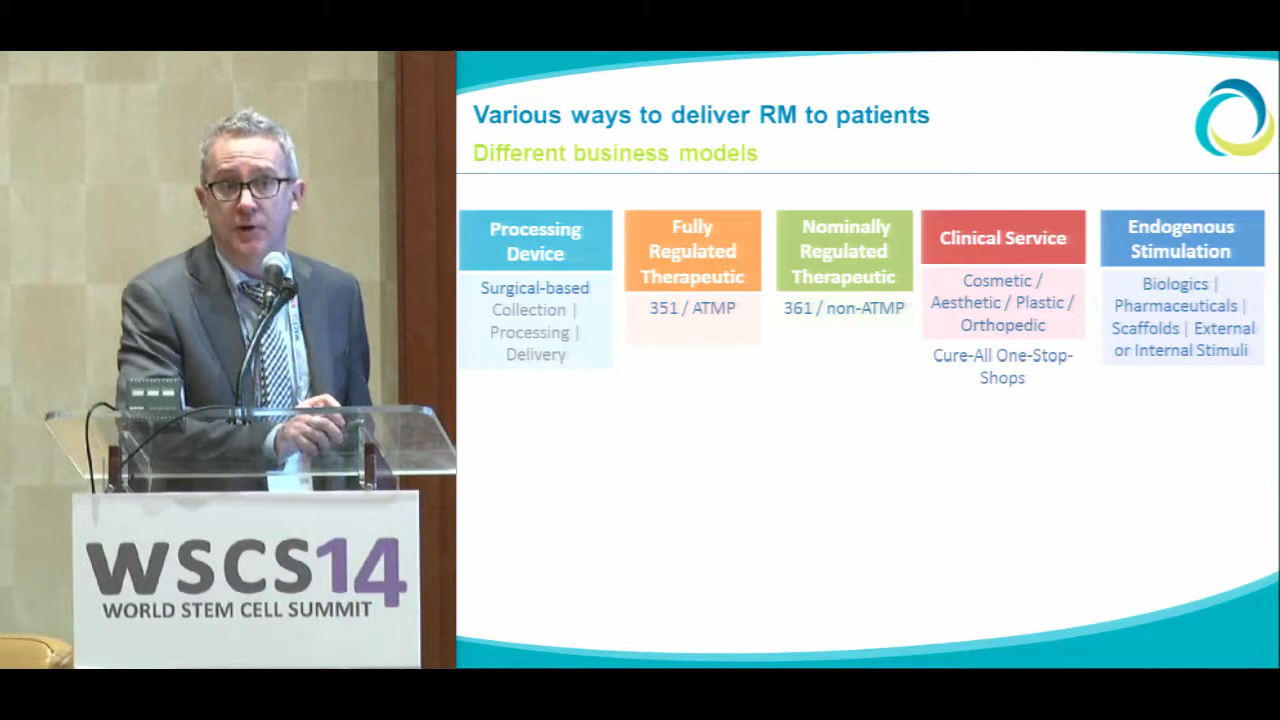 Various ways to deliver RM to patients
Different business models
Processing
Device
Surgical-based
Collection |
Processing |
Delivery
Fully
Regulated
Therapeutic
351 / ATMP
Nominally
Regulated
Therapeutic
361 / non-ATMP
Clinical Service
Cosmetic /
Aesthetic / Plastic /
Orthopedic
Cure-All One-Stop-
Shops
Endogenous
Stimulation
Biologics |
Pharmaceuticals |
Scaffolds | External
or Internal Stimuli
WSCS14
WORLD STEM CELL SUMMIT